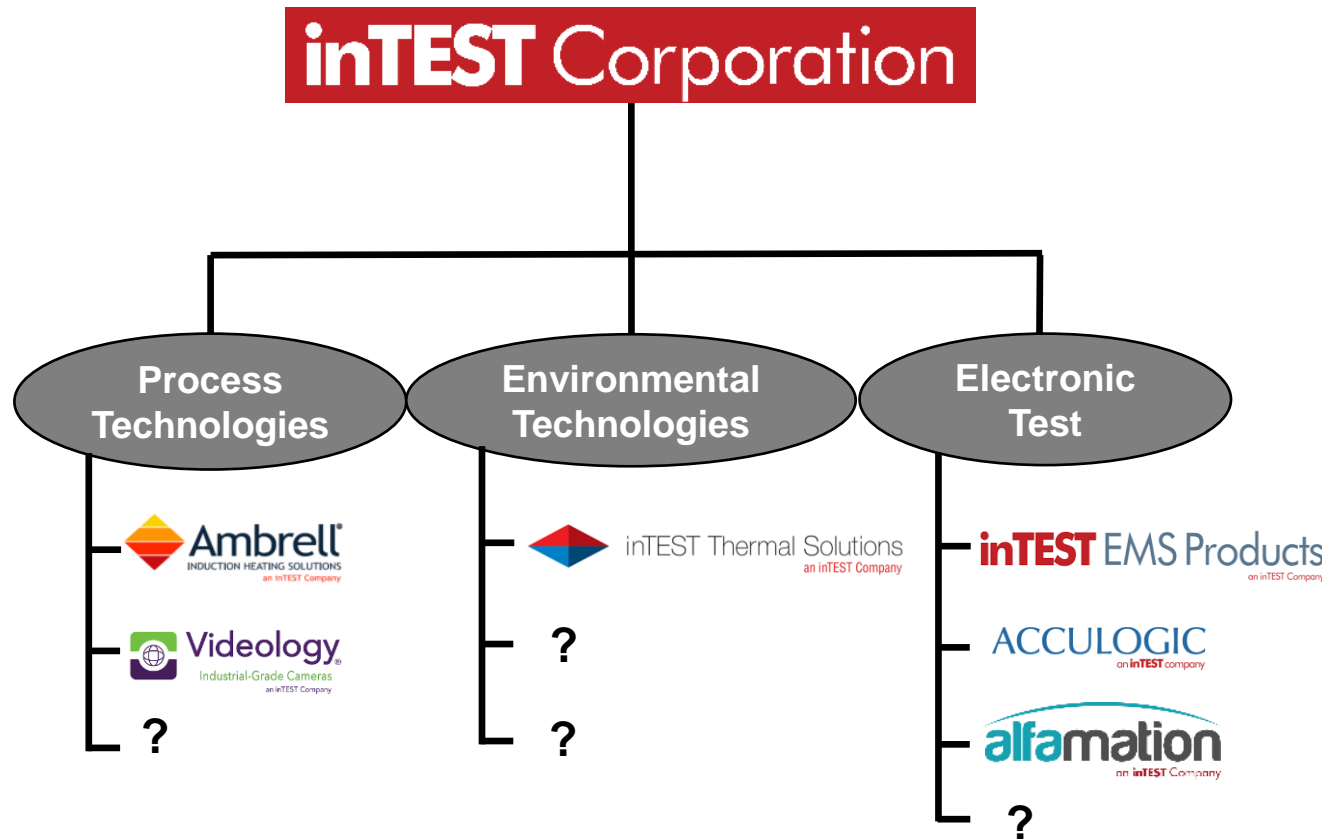 inTEST Corporation
Process
Technologies
Environmental
Technologies
Electronic
Test
Ambrell®
INDUCTION HEATING SOLUTIONS
an inTEST Company
Videology®
Industrial-Grade Cameras
an inTEST Company
?
inTEST Thermal Solutions
an inTEST Company
?
?
inTEST EMS Products
an inTEST Company
ACCULOGIC
an inTEST company
alfamation
an inTEST Company
?